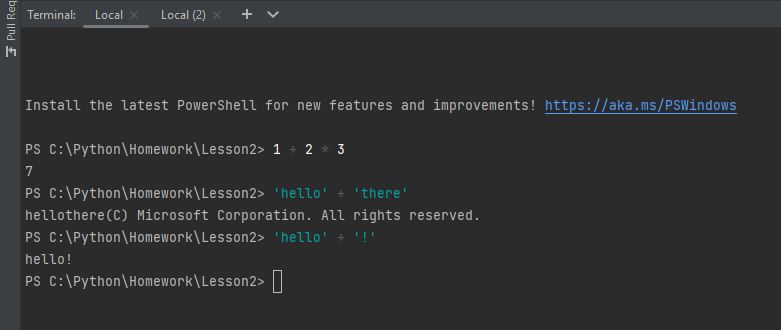 Pull Req
Terminal: Local × Local (2) × +
Install the latest PowerShell for new features and improvements! https://aka.ms/PSWindows
PS C:\Python\Homework\Lesson2> 1 + 2 * 3
7
PS C:\Python\Homework\Lesson2> 'hello' + 'there'
hellothere(C) Microsoft Corporation. All rights reserved.
PS C:\Python\Homework\Lesson2> 'hello' + '!'
hello!
PS C:\Python\Homework\Lesson2>